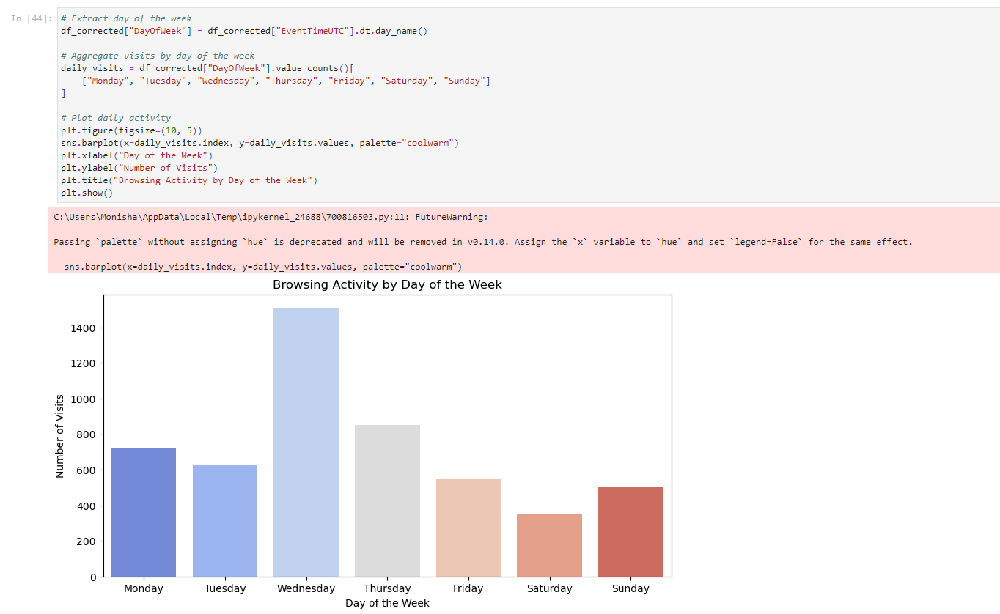 In [44]:
# Extract day of the week
df_corrected["DayOfWeek"] = df_corrected["EventTimeUTC"].dt.day_name()
# Aggregate visits by day of the week
daily_visits = df_corrected["DayOfWeek"].value_counts()[
    ["Monday", "Tuesday", "Wednesday", "Thursday", "Friday", "Saturday", "Sunday"]
]
# Plot daily activity
plt.figure(figsize=(10, 5))
sns.barplot(x=daily_visits.index, y=daily_visits.values, palette="coolwarm")
plt.xlabel("Day of the Week")
plt.ylabel("Number of Visits")
plt.title("Browsing Activity by Day of the Week")
plt.show()
C:\Users\Monisha\AppData\Local\Temp\ipykernel_24688\700816503.py:11: FutureWarning:
Passing `palette` without assigning `hue` is deprecated and will be removed in v0.14.0. Assign the `x` variable to `hue` and set `legend=False` for the same effect.
  sns.barplot(x=daily_visits.index, y=daily_visits.values, palette="coolwarm")
Browsing Activity by Day of the Week
Number of Visits
1400
1200
1000
800
600
400
200
0
Monday Tuesday Wednesday Thursday Friday Saturday Sunday
Day of the Week